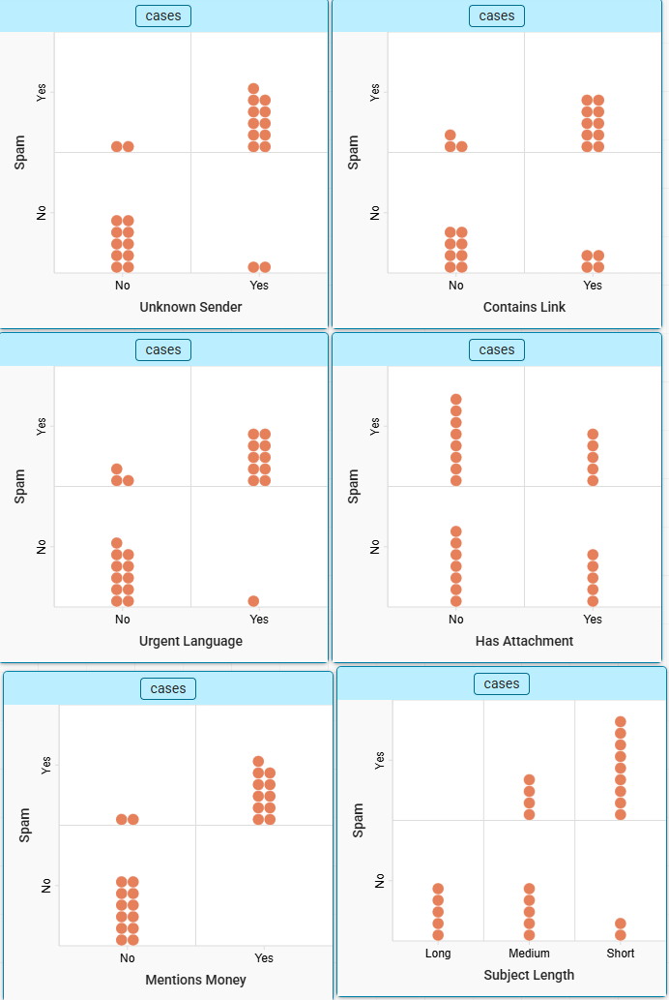 cases
Spam
Yes
No
No Yes
Unknown Sender
cases
Spam
Yes
No
No Yes
Contains Link
cases
Spam
Yes
No
No Yes
Urgent Language
cases
Spam
Yes
No
No Yes
Has Attachment
cases
Spam
Yes
No
No Yes
Mentions Money
cases
Spam
Yes
No
Long Medium Short
Subject Length